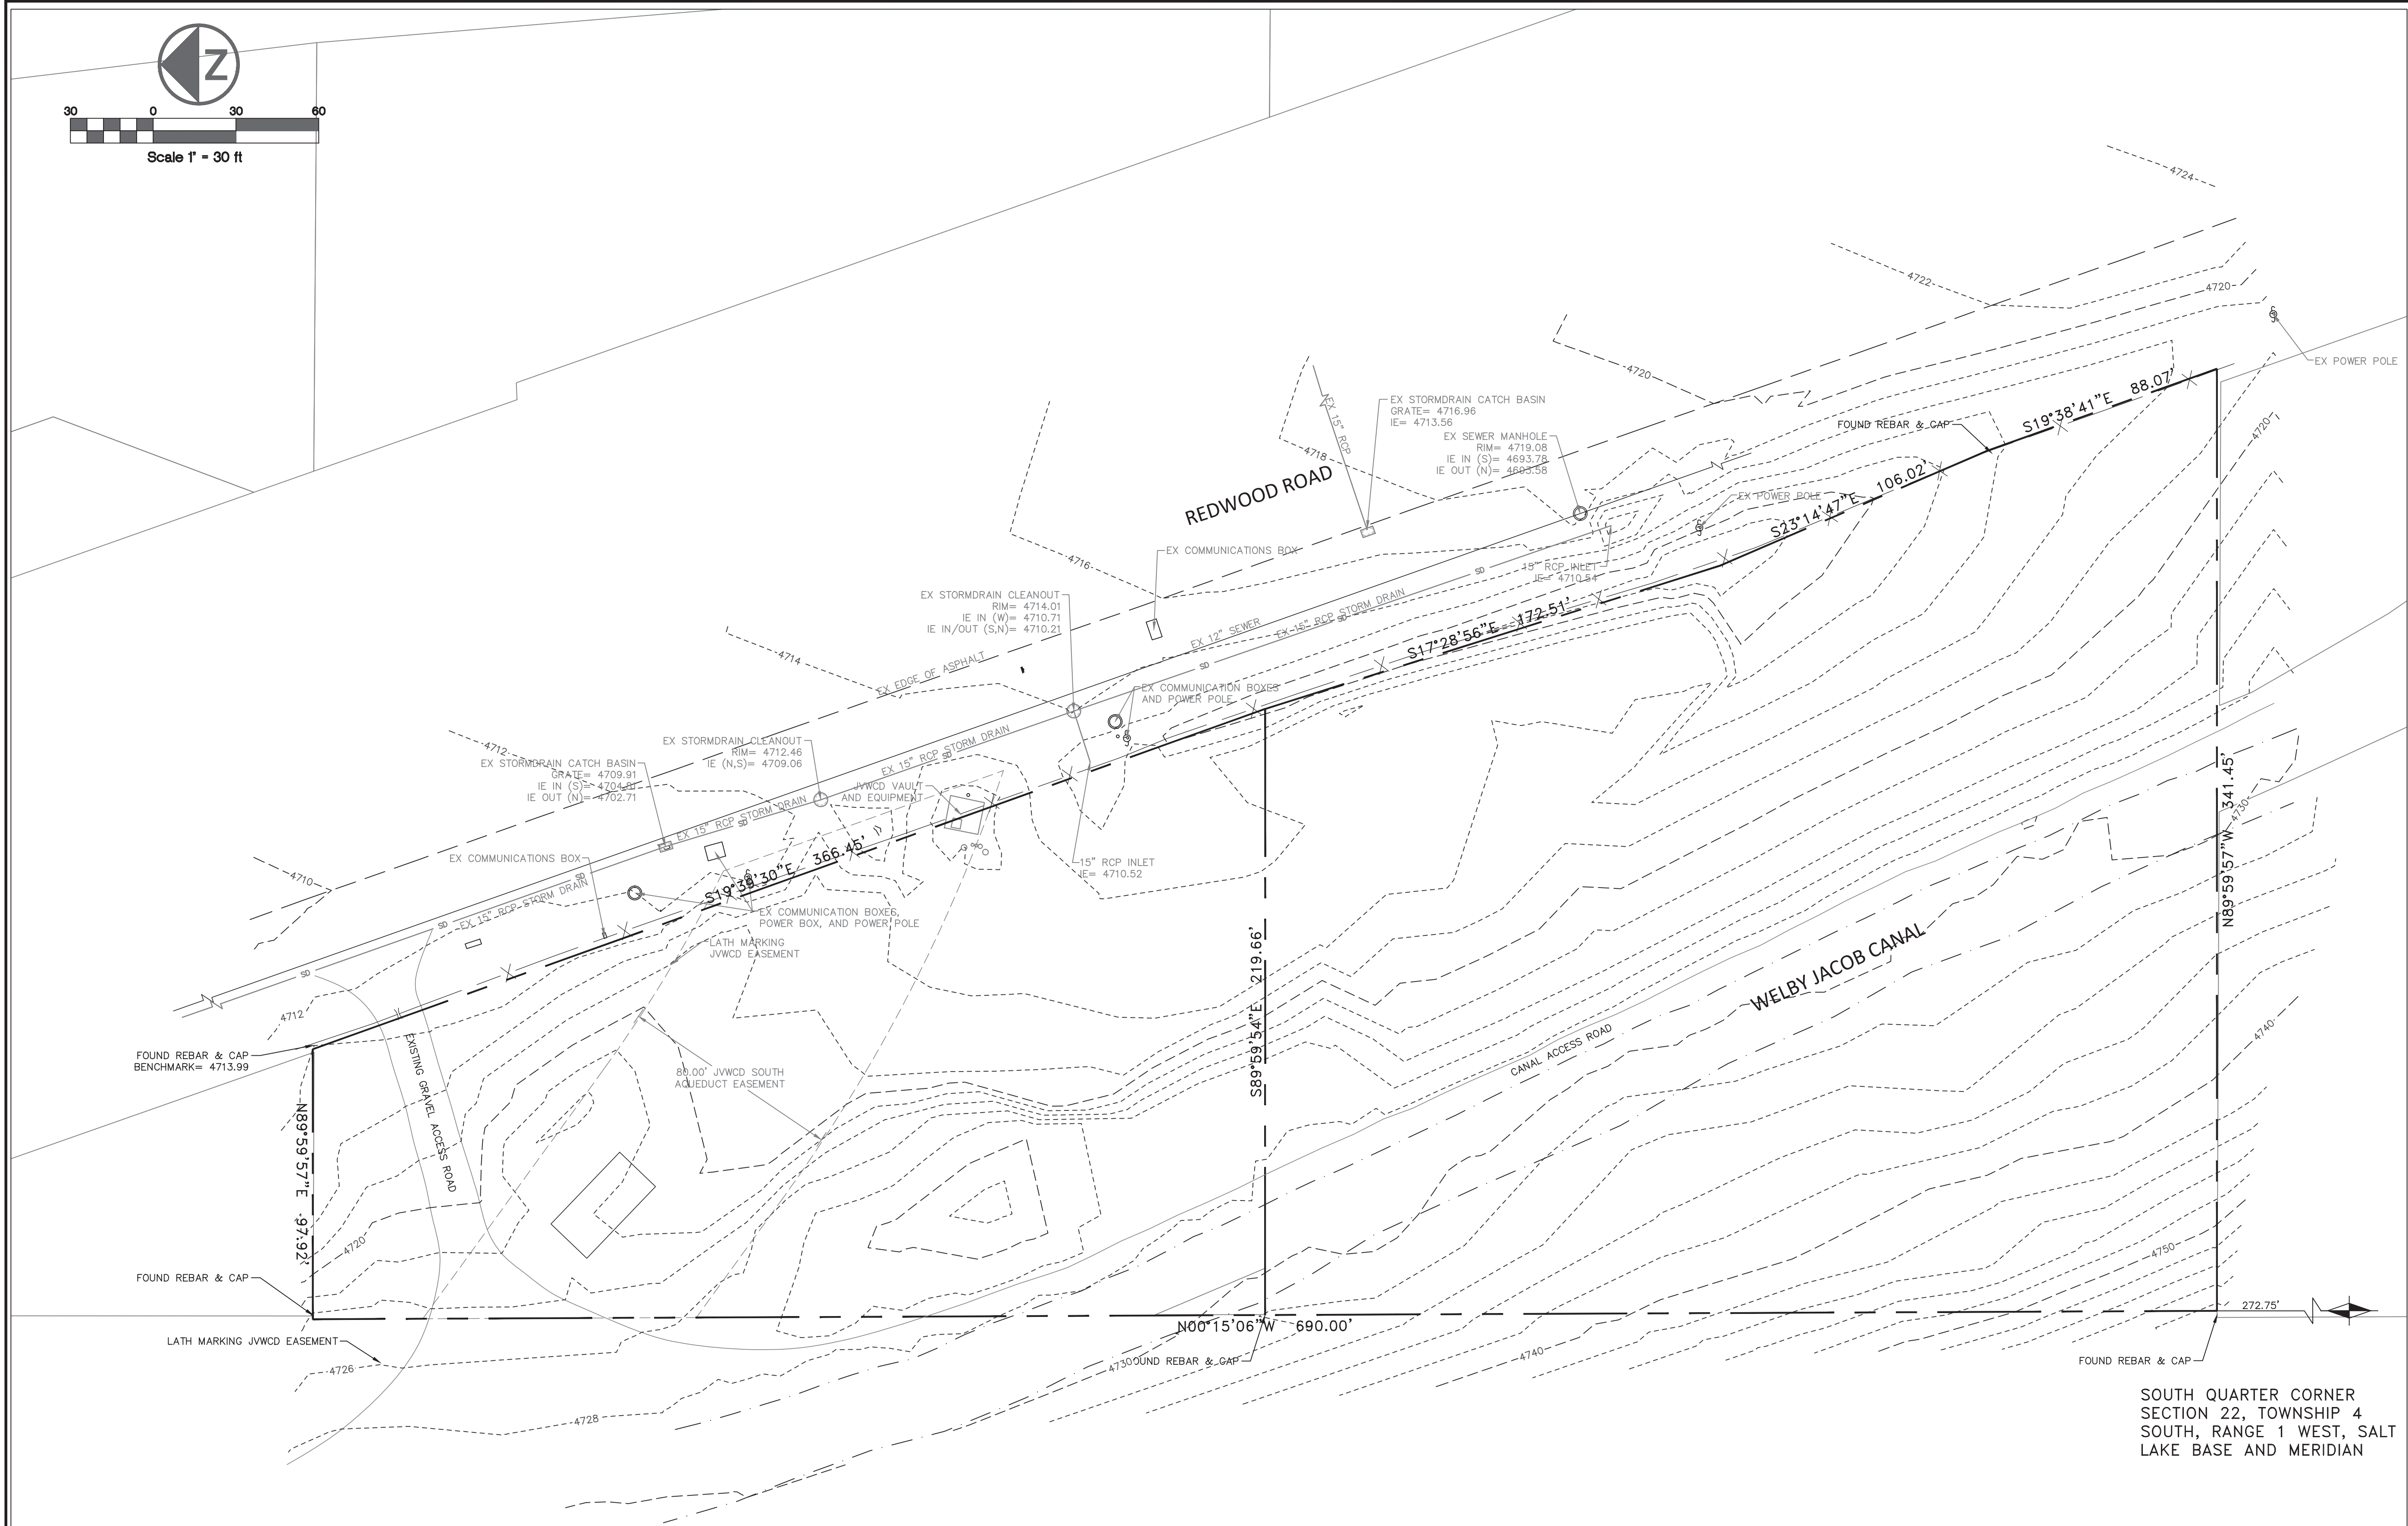 Z
30 0 30 60
Scale 1" = 30 ft
4724
4722
4720
EX POWER POLE
4720
S19°38'41"E 88.07'
FOUND REBAR & CAP
4720
EX STORMDRAIN CATCH BASIN
GRATE= 4716.96
IE= 4713.56
EX 15" RCP
EX SEWER MANHOLE
RIM= 4719.08
IE IN (S)= 4693.78
IE OUT (N)= 4693.58
4718
REDWOOD ROAD
EX POWER POLE
S23°14'47"E 106.02'
EX COMMUNICATIONS BOX
4716
15" RCP INLET
IE= 4710.54
SD
EX STORMDRAIN CLEANOUT
RIM= 4714.01
IE IN (W)= 4710.71
IE IN/OUT (S,N)= 4710.21
EX 12" SEWER
EX 15" RCP STORM DRAIN
SD
S17°28'56"E 172.51'
4714
EX EDGE OF ASPHALT
SD
EX COMMUNICATION BOXES
AND POWER POLE
4712
EX STORMDRAIN CLEANOUT
RIM= 4712.46
IE (N,S)= 4709.06
EX 15" RCP STORM DRAIN
SD
EX STORMDRAIN CATCH BASIN
GRATE= 4709.91
IE IN (S)= 4704.81
IE OUT (N)= 4702.71
JVWCD VAULT
AND EQUIPMENT
N89°59'57"W 341.45'
4730
EX 15" RCP STORM DRAIN
SD
EX COMMUNICATIONS BOX
15" RCP INLET
IE= 4710.52
4710
S19°39'30"E 366.45'
SD
SD
EX 15" RCP STORM DRAIN
SD
EX COMMUNICATION BOXES,
POWER BOX, AND POWER POLE
LATH MARKING
JVWCD EASEMENT
SD
S89°59'54"E 219.66'
WELBY JACOB CANAL
4712
CANAL ACCESS ROAD
4740
FOUND REBAR & CAP
BENCHMARK= 4713.99
EXISTING GRAVEL ACCESS ROAD
80.00' JVWCD SOUTH
AQUEDUCT EASEMENT
N89°59'57"E 97.92'
4720
4750
FOUND REBAR & CAP
272.75'
N00°15'06"W 690.00'
LATH MARKING JVWCD EASEMENT
4726
4730
OUND REBAR & CAP
4740
FOUND REBAR & CAP
4728
SOUTH QUARTER CORNER
SECTION 22, TOWNSHIP 4
SOUTH, RANGE 1 WEST, SALT
LAKE BASE AND MERIDIAN